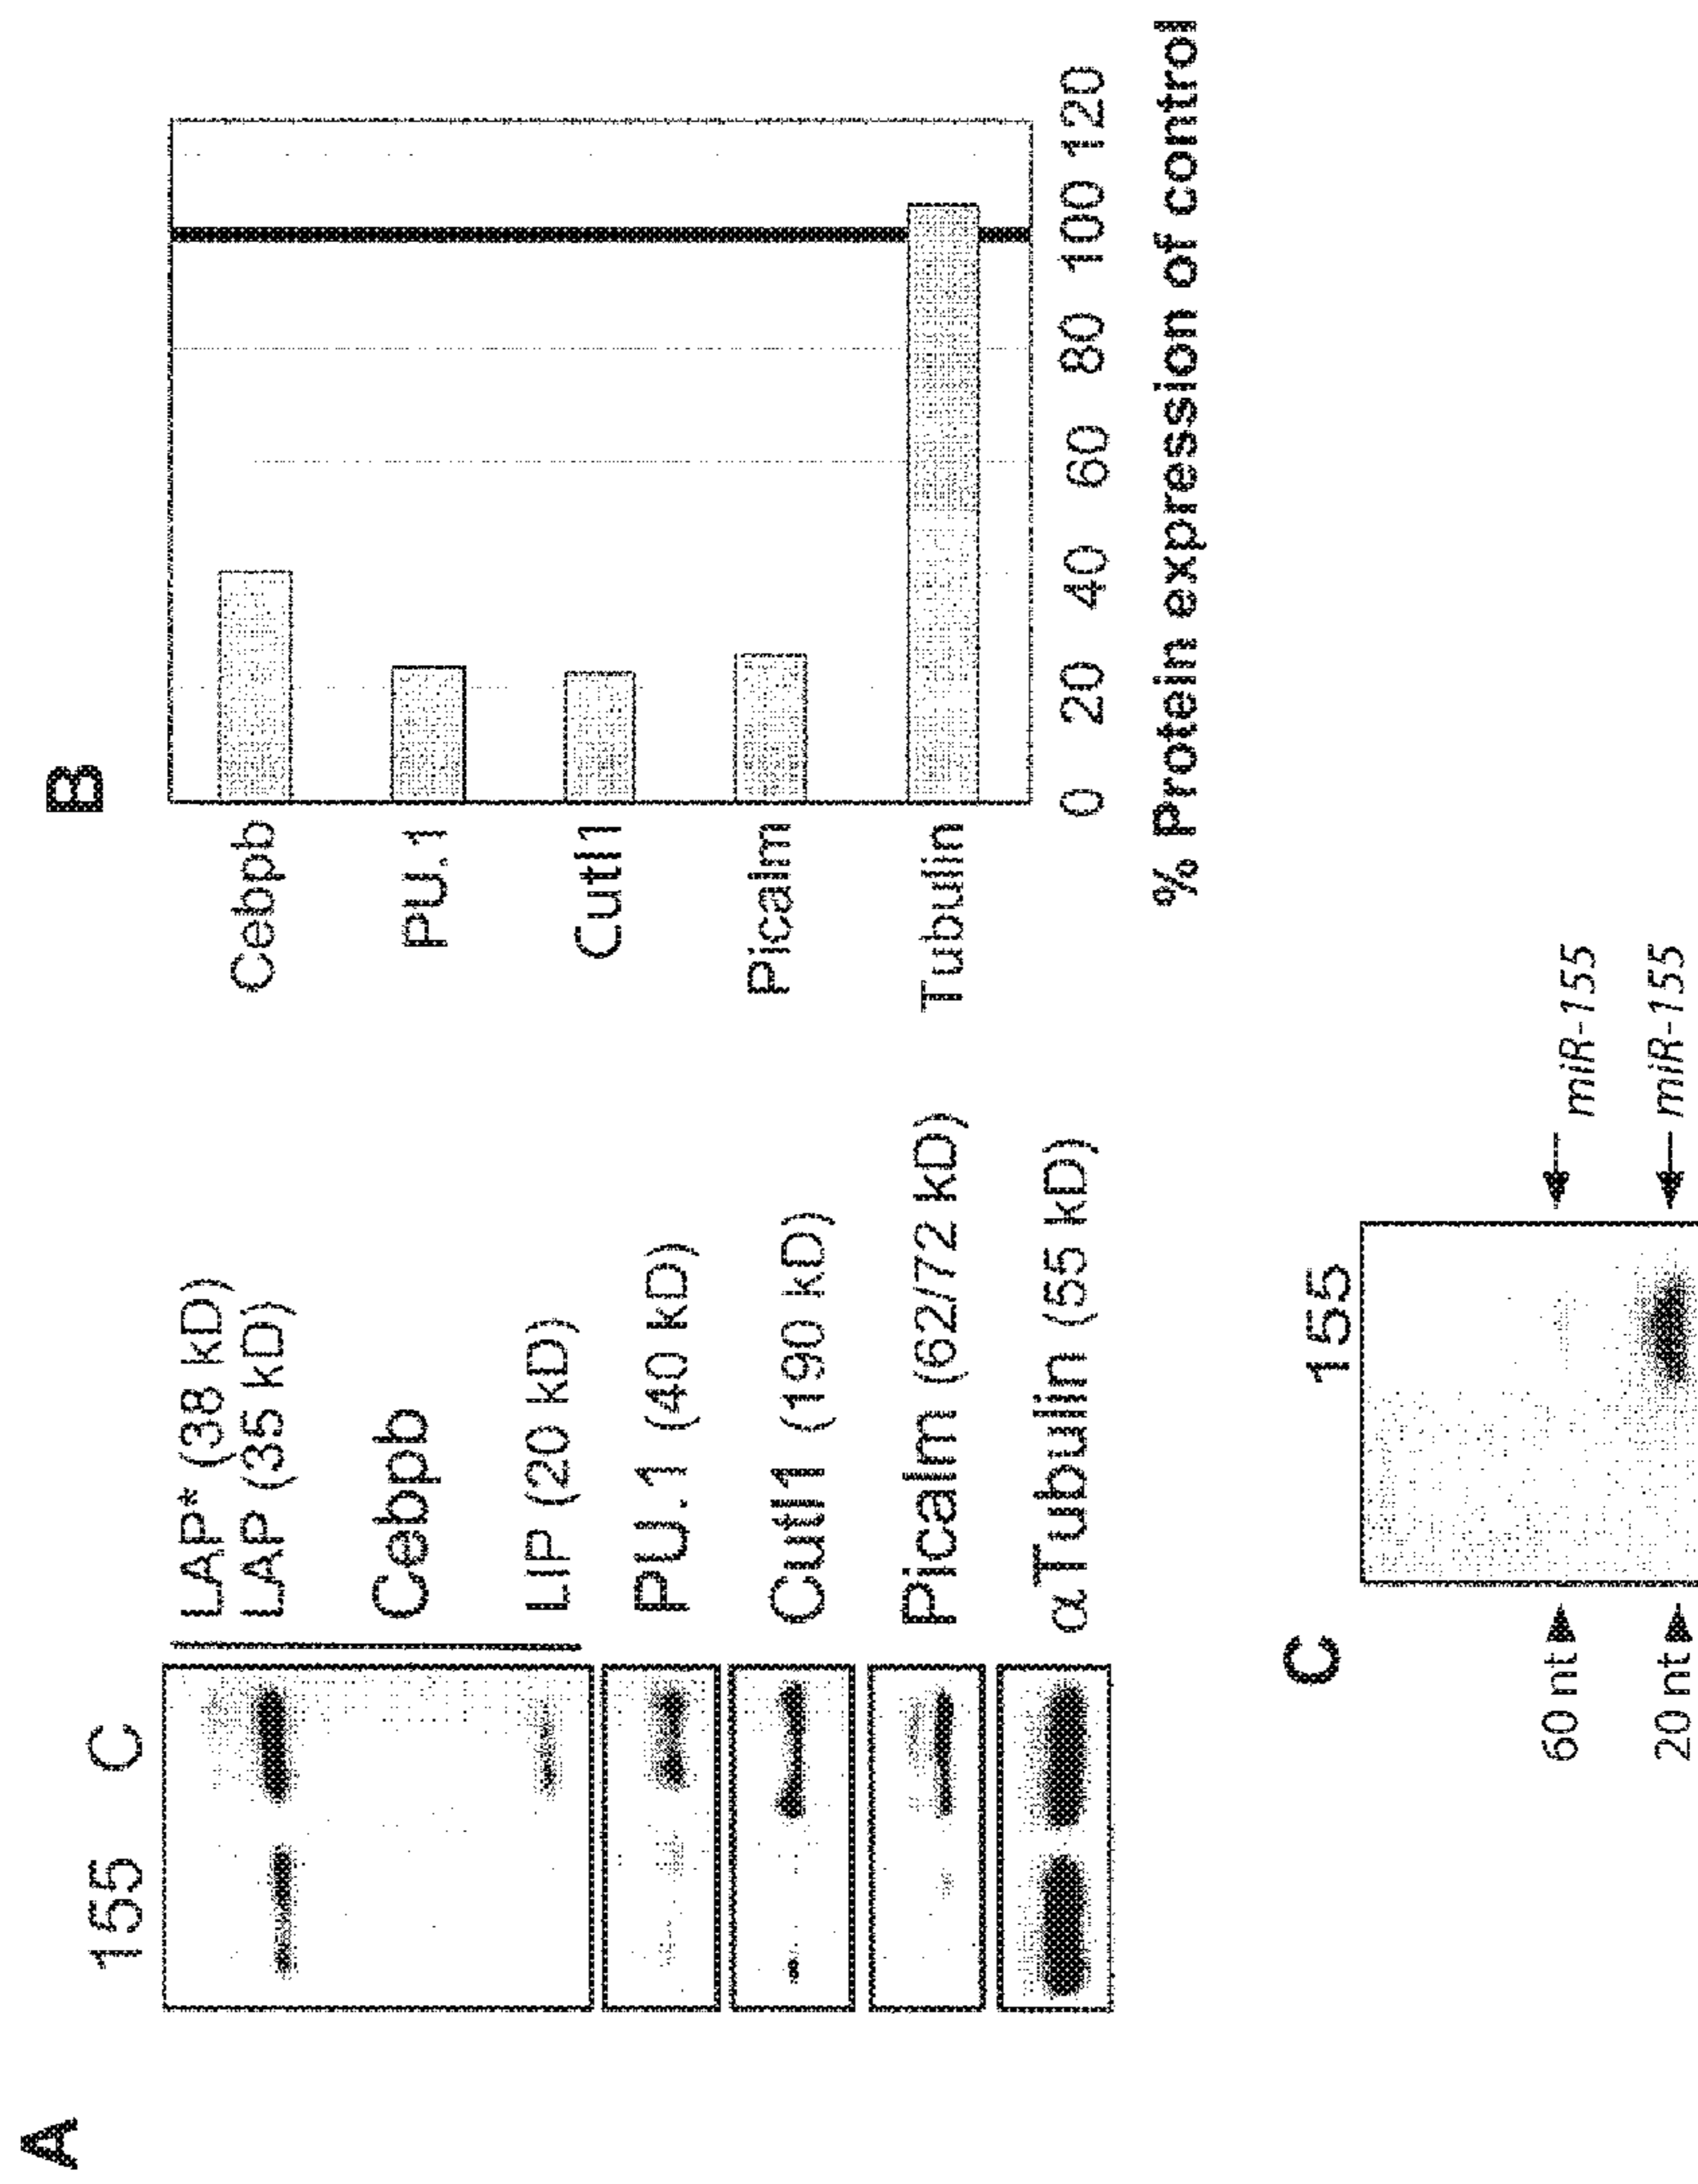 A
155 C
LAP* (38 kD)
LAP (35 kD)
Cebpb
LIP (20 kD)
PU.1 (40 kD)
Cutl1 (190 kD)
Picalm (62/72 kD)
αTubulin (55 kD)
B
Cebpb
PU.1
Cutl1
Picalm
Tubulin
0 20 40 60 80 100 120
% Protein expression of control
C
155
60 nt
miR-155
20 nt
miR-155